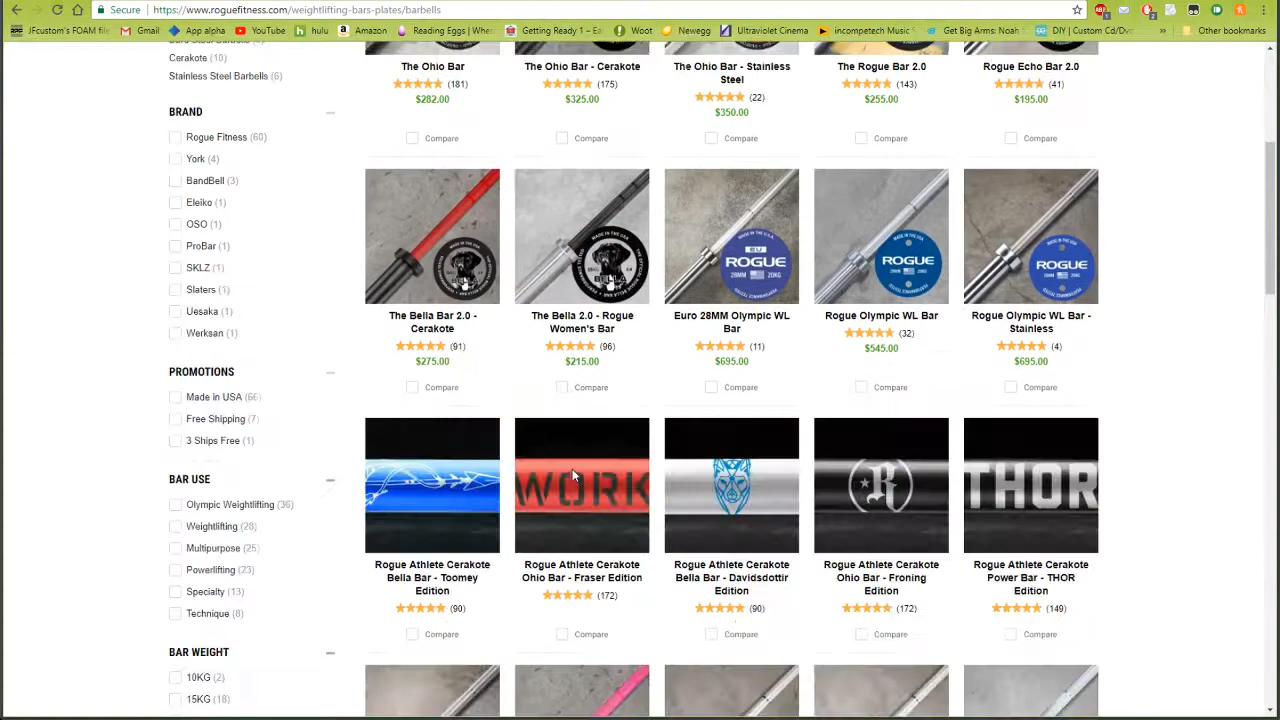 Secure https://www.roguefitness.com/weightlifting-bars-plates/barbells
JFcustom's FOAM file Gmail App alpha YouTube hulu Amazon Reading Eggs | Wher Getting Ready 1 – Ea Woot Newegg Ultraviolet Cinema incompetech Music S Get Big Arms: Noah DIY | Custom Cd/Dvd » Other bookmarks
Cerakote (10)
Stainless Steel Barbells (6)
BRAND
Rogue Fitness (60)
York (4)
BandBell (3)
Eleiko (1)
OSO (1)
ProBar (1)
SKLZ (1)
Slaters (1)
Uesaka (1)
Werksan (1)
PROMOTIONS
Made in USA (66)
Free Shipping (7)
3 Ships Free (1)
BAR USE
Olympic Weightlifting (36)
Weightlifting (28)
Multipurpose (25)
Powerlifting (23)
Specialty (13)
Technique (8)
BAR WEIGHT
10KG (2)
15KG (18)
The Ohio Bar
(181)
$282.00
Compare
The Ohio Bar - Cerakote
(175)
$325.00
Compare
The Ohio Bar - Stainless
Steel
(22)
$350.00
Compare
The Rogue Bar 2.0
(143)
$255.00
Compare
Rogue Echo Bar 2.0
(41)
$195.00
Compare
BELLA
The Bella Bar 2.0 -
Cerakote
(91)
$275.00
Compare
BELLA
The Bella 2.0 - Rogue
Women's Bar
(96)
$215.00
Compare
MADE IN THE U.S.A.
EU
ROGUE
28MM 20KG
Euro 28MM Olympic WL
Bar
(11)
$695.00
Compare
ROGUE
Rogue Olympic WL Bar
(32)
$545.00
Compare
ROGUE
Rogue Olympic WL Bar -
Stainless
(4)
$695.00
Compare
Rogue Athlete Cerakote
Bella Bar - Toomey
Edition
(90)
Compare
WORK
Rogue Athlete Cerakote
Ohio Bar - Fraser Edition
(172)
Compare
Rogue Athlete Cerakote
Bella Bar - Davidsdottir
Edition
(90)
Compare
R
Rogue Athlete Cerakote
Ohio Bar - Froning
Edition
(172)
Compare
THOR
Rogue Athlete Cerakote
Power Bar - THOR
Edition
(149)
Compare